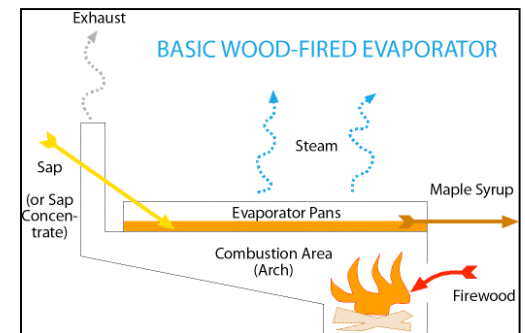 Exhaust
BASIC WOOD-FIRED EVAPORATOR
Steam
Sap
(or Sap
Concen-
trate)
Maple Syrup
Evaporator Pans
Combustion Area
(Arch)
Firewood